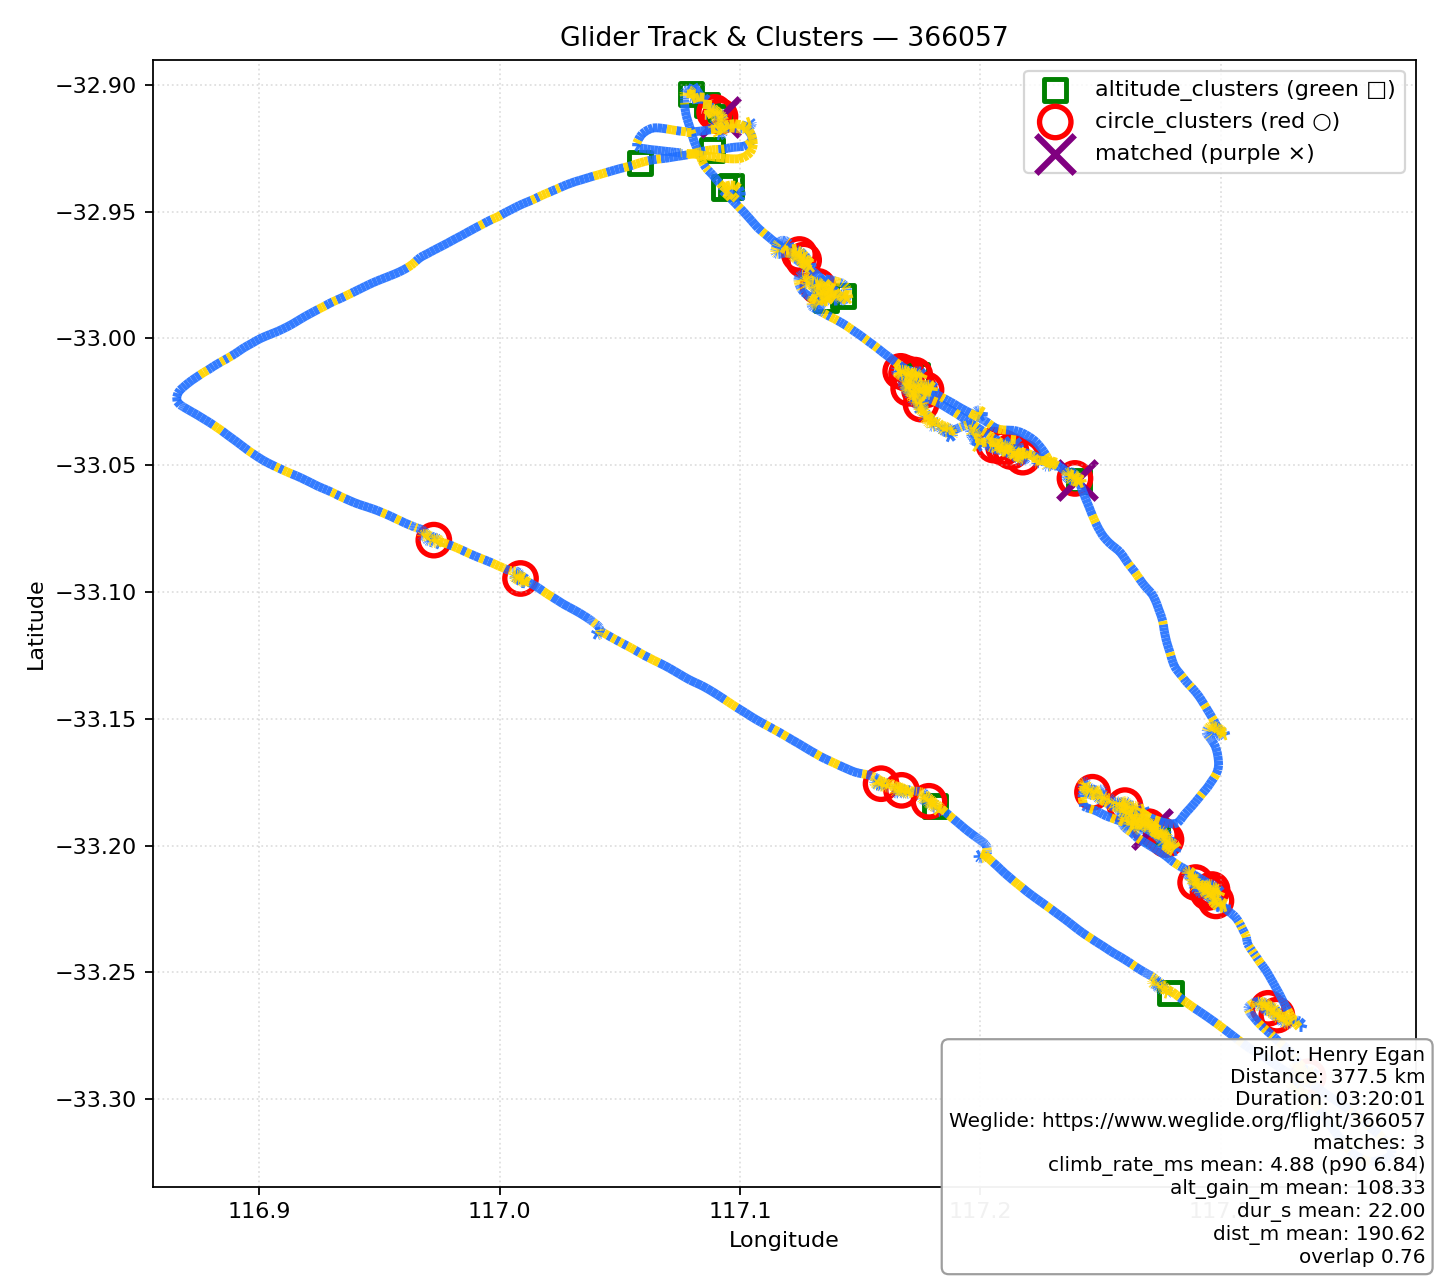 Glider Track & Clusters — 366057
altitude_clusters (green □)
circle_clusters (red ○)
matched (purple ×)
−32.90
−32.95
−33.00
−33.05
−33.10
−33.15
−33.20
−33.25
−33.30
Latitude
116.9
117.0
117.1
117.2
Longitude
Pilot: Henry Egan
Distance: 377.5 km
Duration: 03:20:01
Weglide: https://www.weglide.org/flight/366057
matches: 3
climb_rate_ms mean: 4.88 (p90 6.84)
alt_gain_m mean: 108.33
dur_s mean: 22.00
dist_m mean: 190.62
overlap 0.76